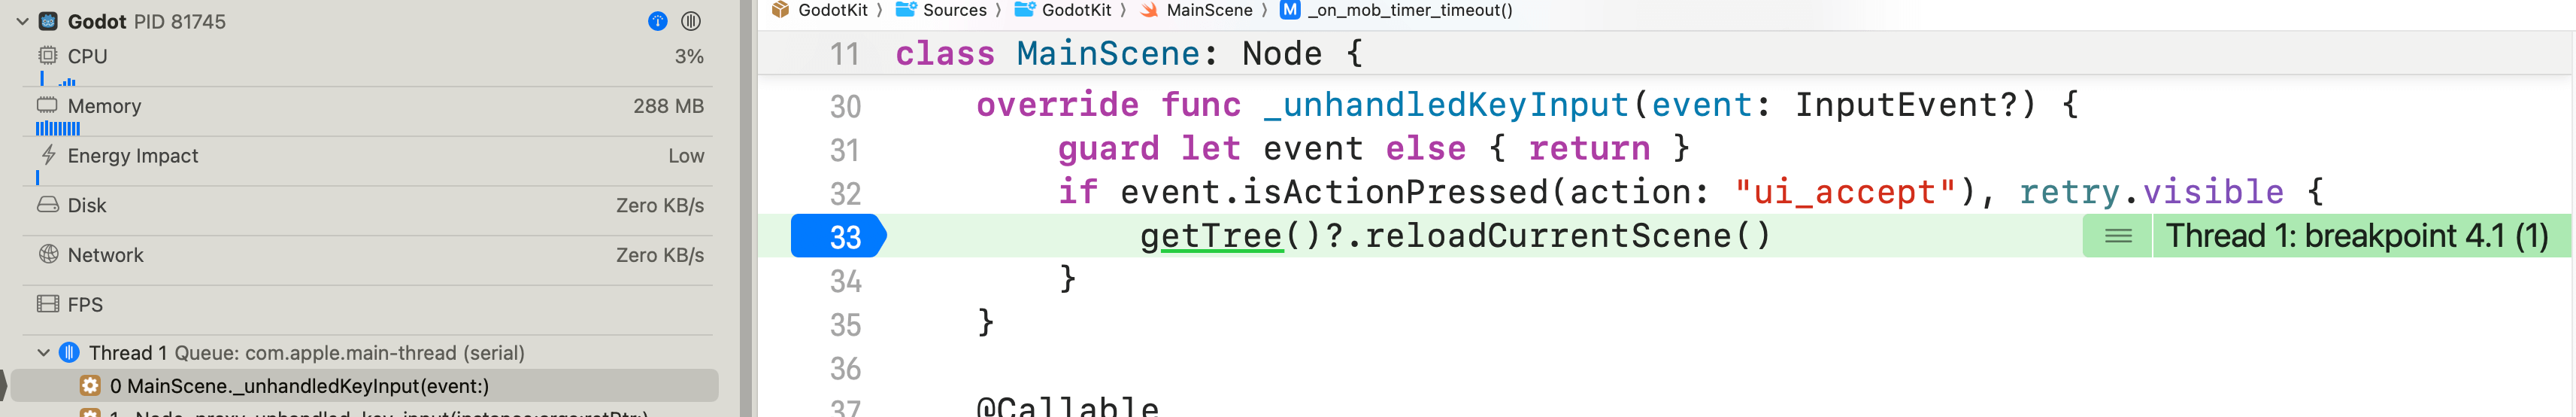 Godot PID 81745
CPU 3%
Memory 288 MB
Energy Impact Low
Disk Zero KB/s
Network Zero KB/s
FPS
Thread 1 Queue: com.apple.main-thread (serial)
0 MainScene._unhandledKeyInput(event:)
1 Node_proxy_unhandled_key_input(instance:args:retPtr:)
GodotKit 〉 Sources 〉 GodotKit 〉 MainScene 〉 M _on_mob_timer_timeout()
11 class MainScene: Node {
30 override func _unhandledKeyInput(event: InputEvent?) {
31 guard let event else { return }
32 if event.isActionPressed(action: "ui_accept"), retry.visible {
33 getTree()?.reloadCurrentScene() Thread 1: breakpoint 4.1 (1)
34 }
35 }
36
37 @Callable